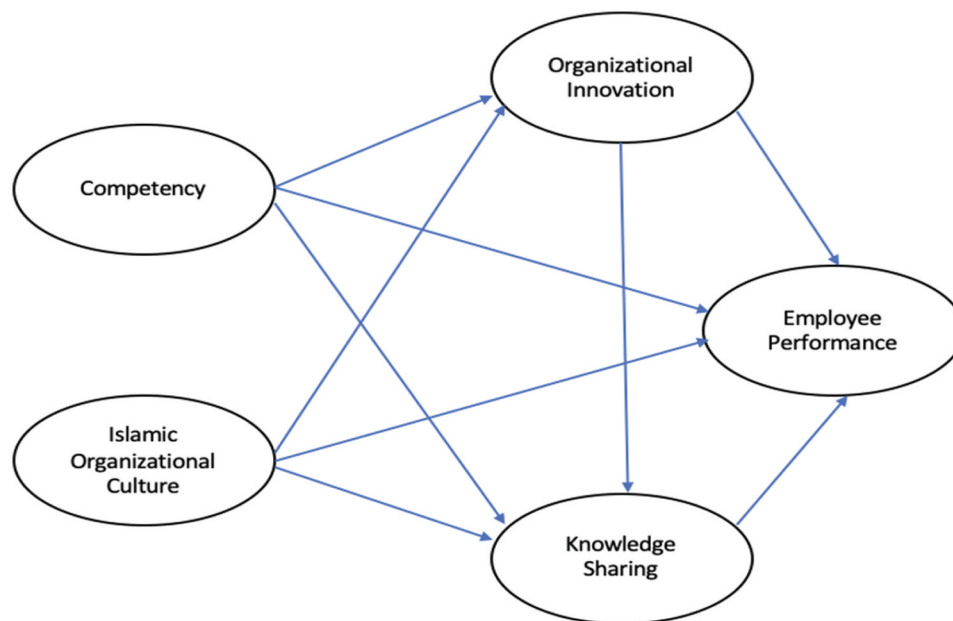 Organizational
Innovation
Competency
Employee
Performance
Islamic
Organizational
Culture
Knowledge
Sharing